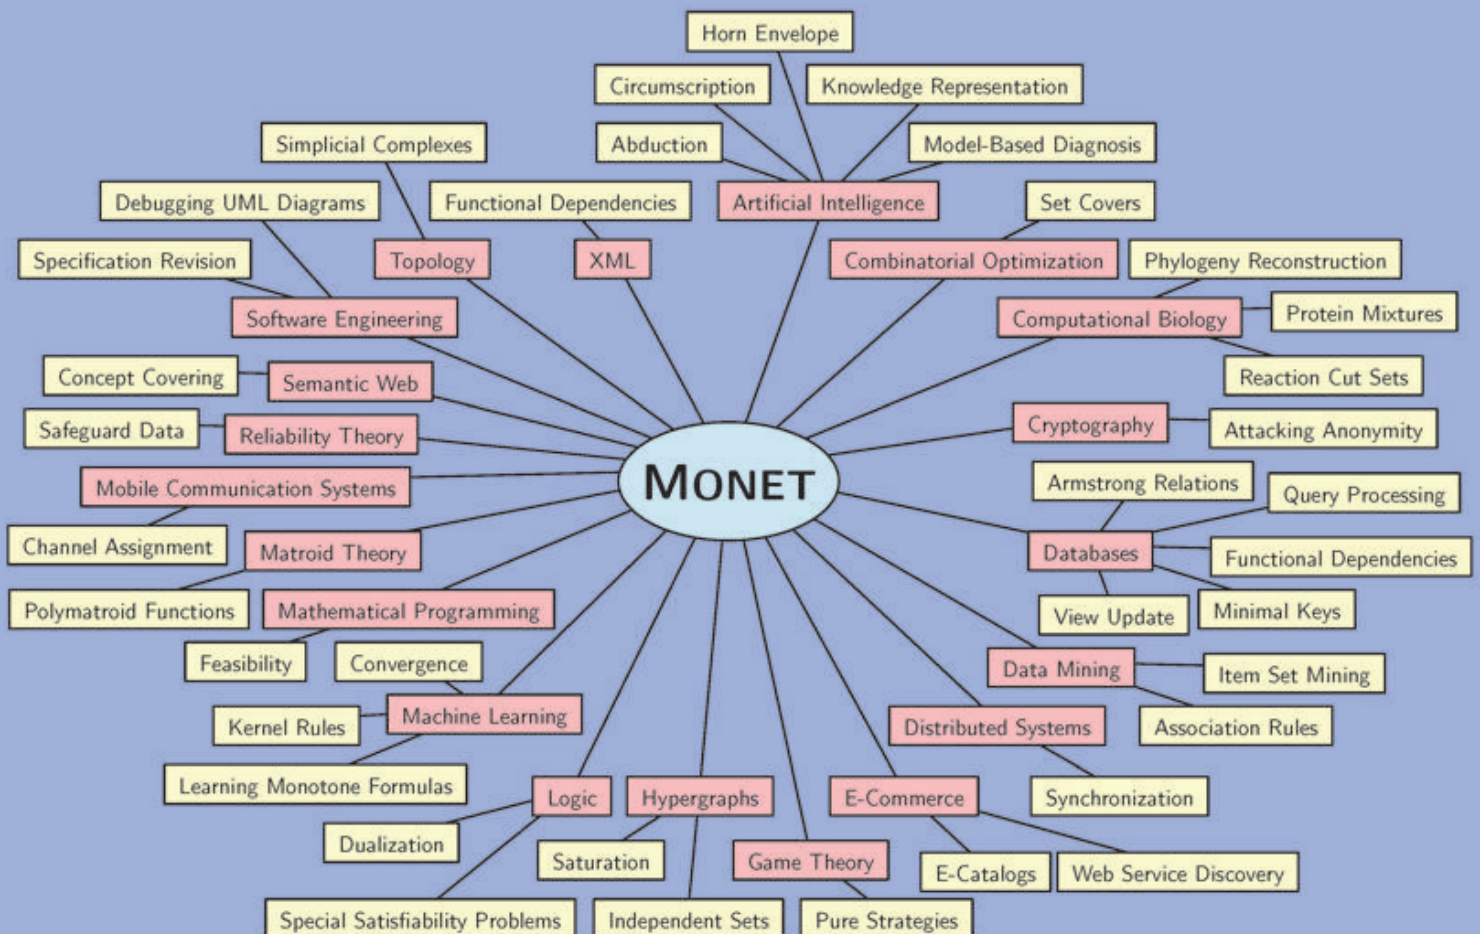 Horn Envelope
Circumscription
Knowledge Representation
Simplicial Complexes
Abduction
Model-Based Diagnosis
Debugging UML Diagrams
Functional Dependencies
Artificial Intelligence
Set Covers
Specification Revision
Topology
XML
Combinatorial Optimization
Phylogeny Reconstruction
Software Engineering
Computational Biology
Protein Mixtures
Concept Covering
Semantic Web
Reaction Cut Sets
Safeguard Data
Reliability Theory
Cryptography
Attacking Anonymity
Mobile Communication Systems
MONET
Armstrong Relations
Query Processing
Channel Assignment
Matroid Theory
Databases
Functional Dependencies
Polymatroid Functions
Mathematical Programming
View Update
Minimal Keys
Feasibility
Convergence
Data Mining
Item Set Mining
Kernel Rules
Machine Learning
Distributed Systems
Association Rules
Learning Monotone Formulas
Logic
Hypergraphs
E-Commerce
Synchronization
Dualization
Saturation
Game Theory
E-Catalogs
Web Service Discovery
Special Satisfiability Problems
Independent Sets
Pure Strategies